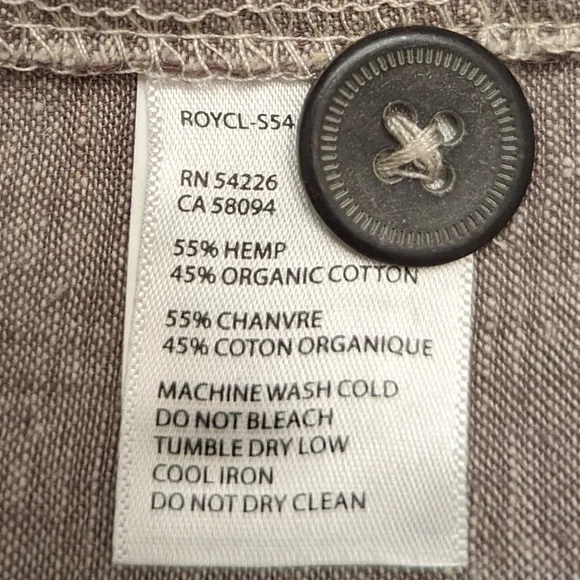 ROYCL-S54
RN 54226
CA 58094
55% HEMP
45% ORGANIC COTTON
55% CHANVRE
45% COTON ORGANIQUE
MACHINE WASH COLD
DO NOT BLEACH
TUMBLE DRY LOW
COOL IRON
DO NOT DRY CLEAN